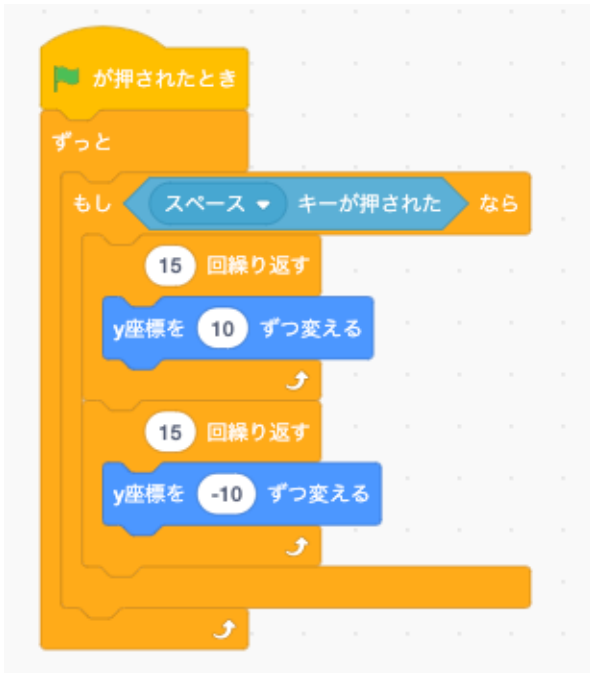 が押されたとき
ずっと
もし スペース キーが押された なら
15 回繰り返す
y座標を 10 ずつ変える
15 回繰り返す
y座標を -10 ずつ変える